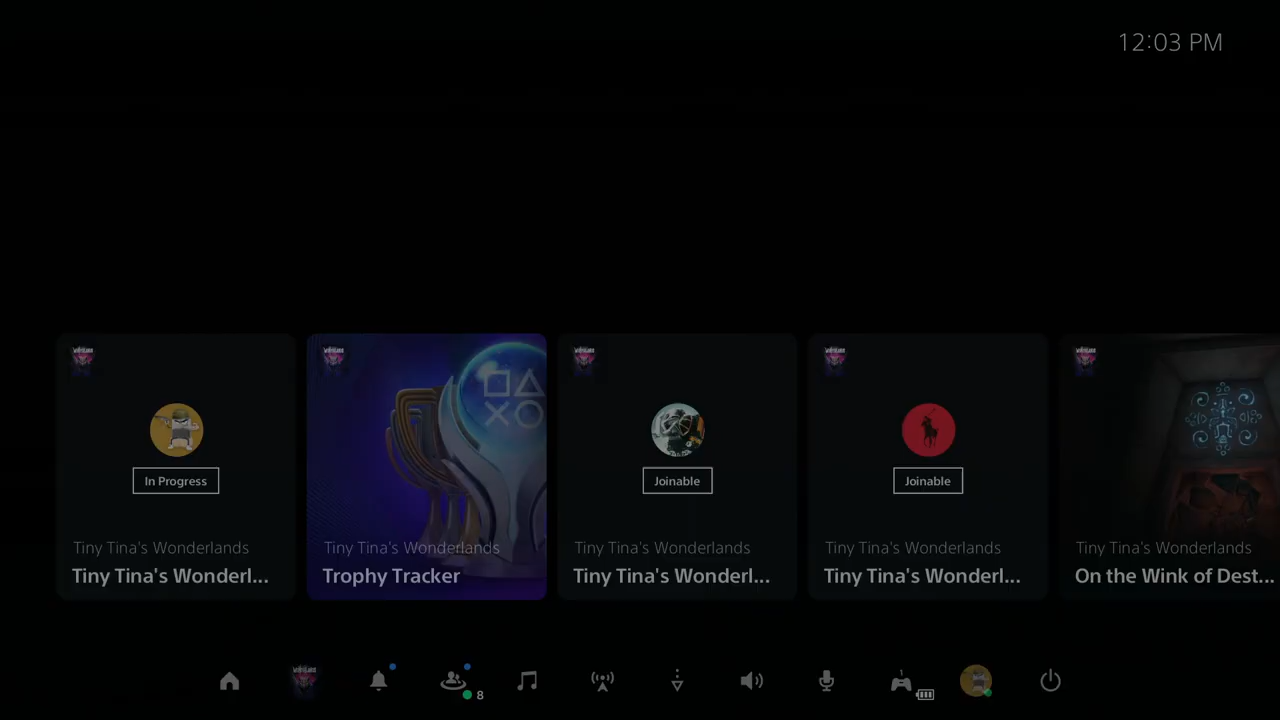 12:03 PM
In Progress
Tiny Tina's Wonderlands
Tiny Tina's Wonderl...
Tiny Tina's Wonderlands
Trophy Tracker
Joinable
Tiny Tina's Wonderlands
Tiny Tina's Wonderl...
Joinable
Tiny Tina's Wonderlands
Tiny Tina's Wonderl...
Tiny Tina's Wonderlands
On the Wink of Dest...
8
1